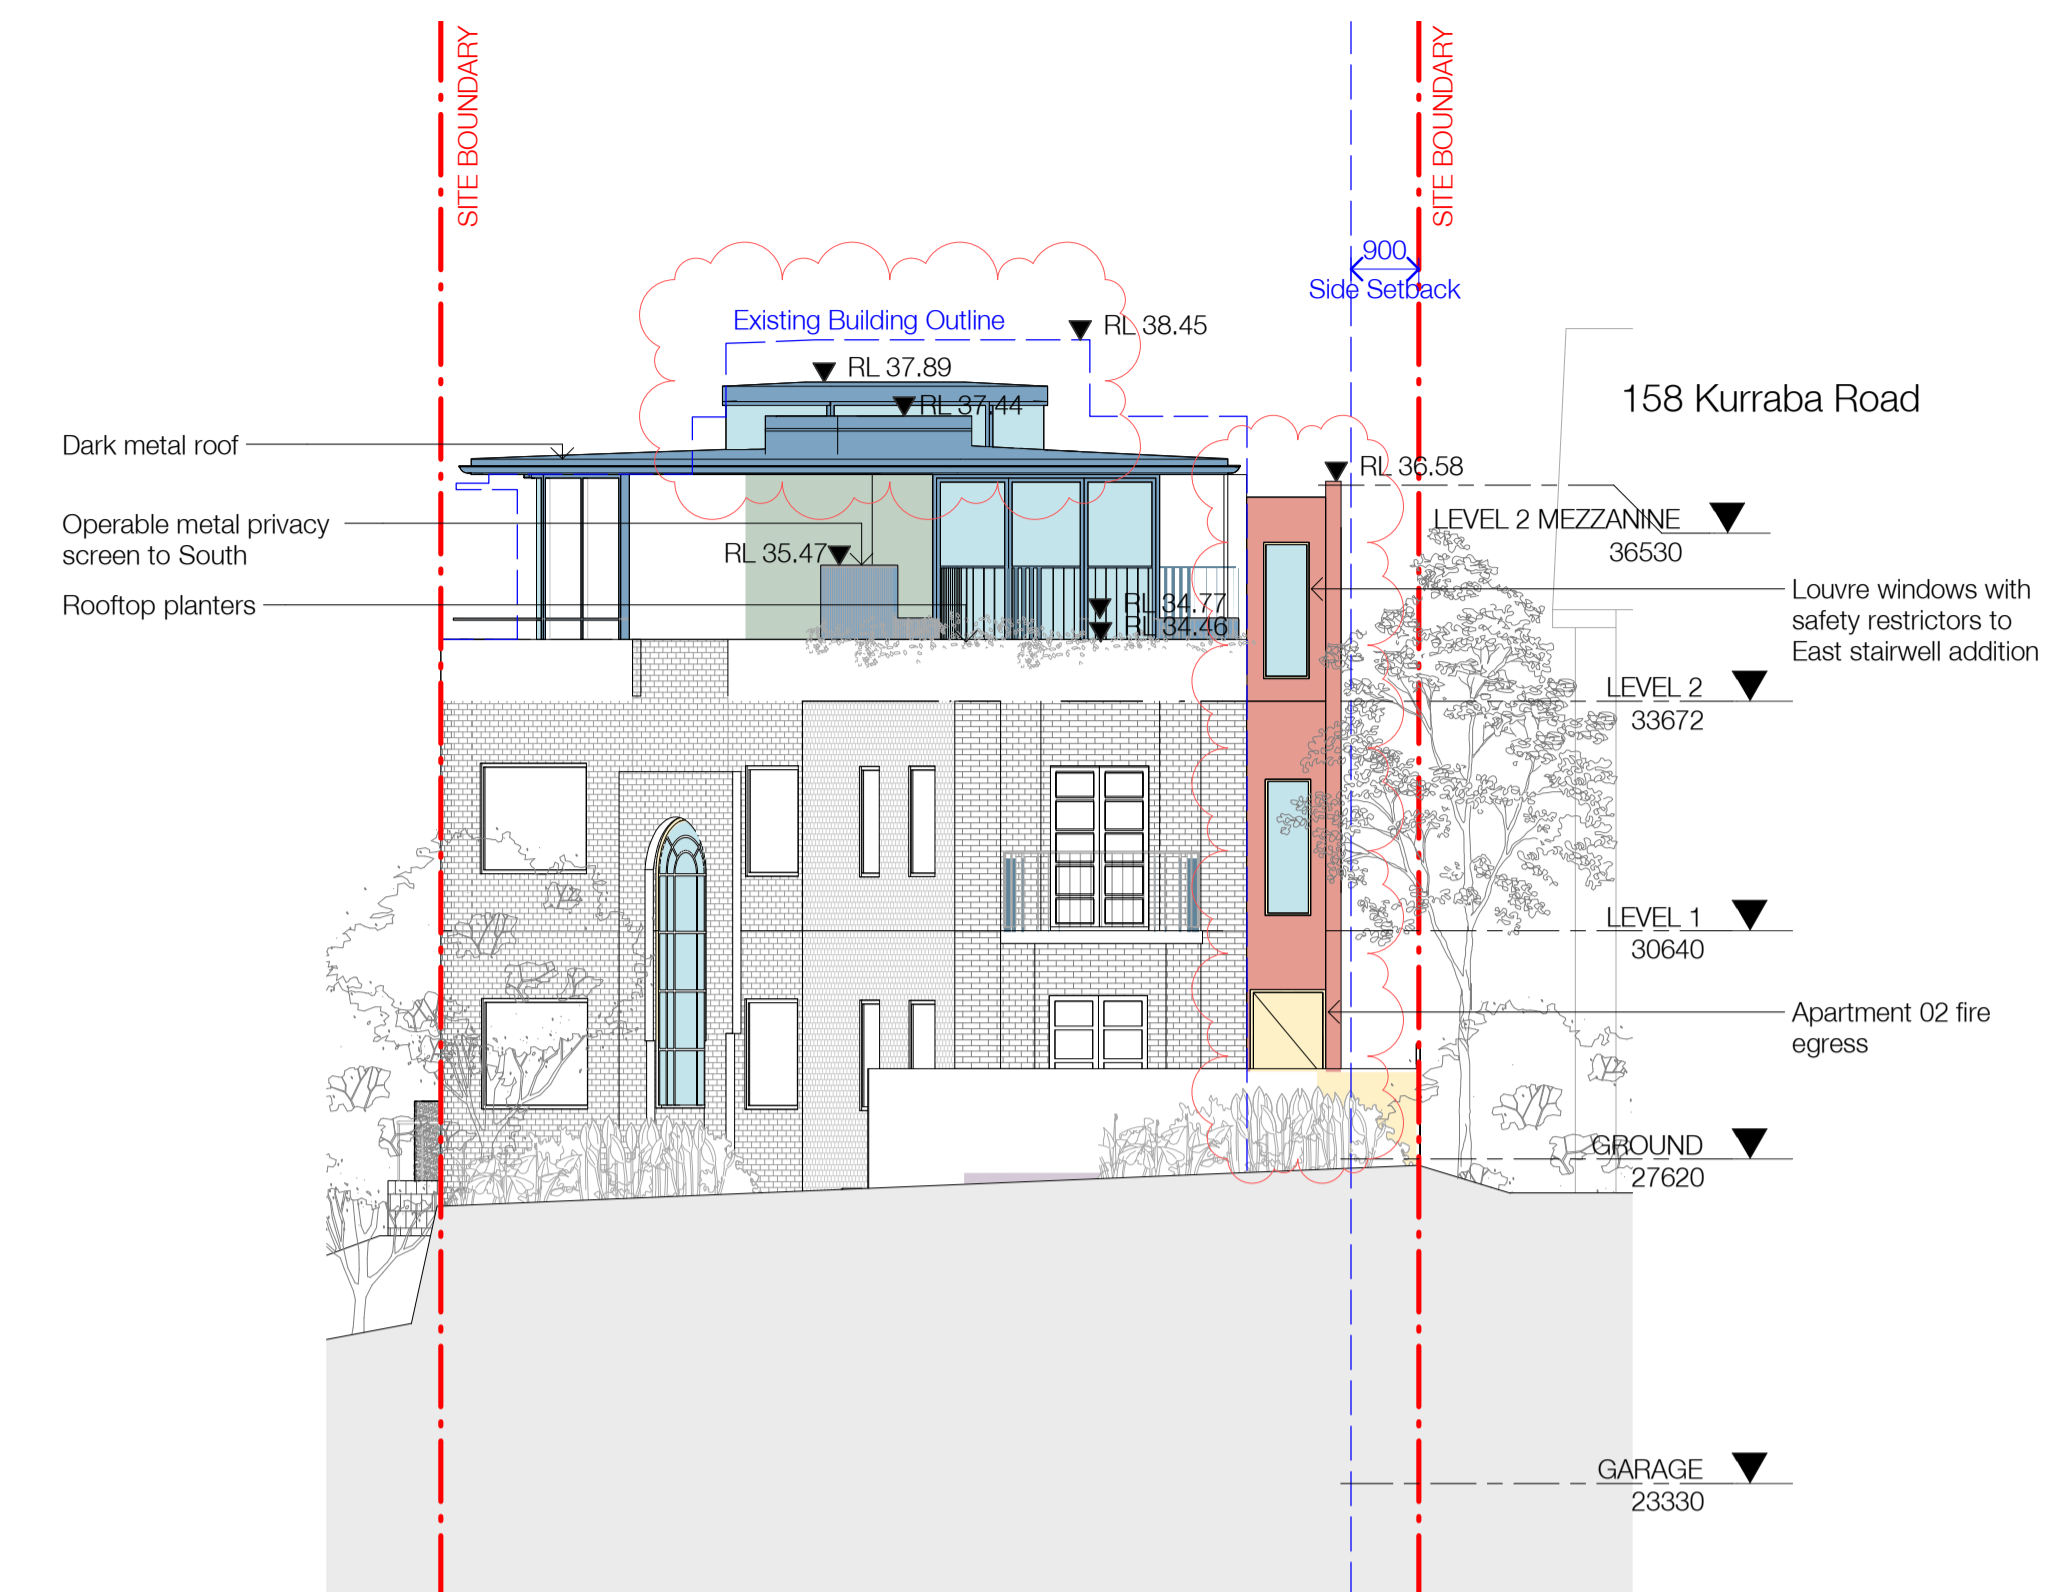 SITE BOUNDARY
SITE BOUNDARY
900
Side Setback
Existing Building Outline
RL 38.45
RL 37.89
RL 37.44
158 Kurraba Road
Dark metal roof
RL 36.58
LEVEL 2 MEZZANINE
36530
Operable metal privacy
screen to South
RL 35.47
Rooftop planters
RL 34.77
RL 34.46
Louvre windows with
safety restrictors to
East stairwell addition
LEVEL 2
33672
LEVEL 1
30640
Apartment 02 fire
egress
GROUND
27620
GARAGE
23330